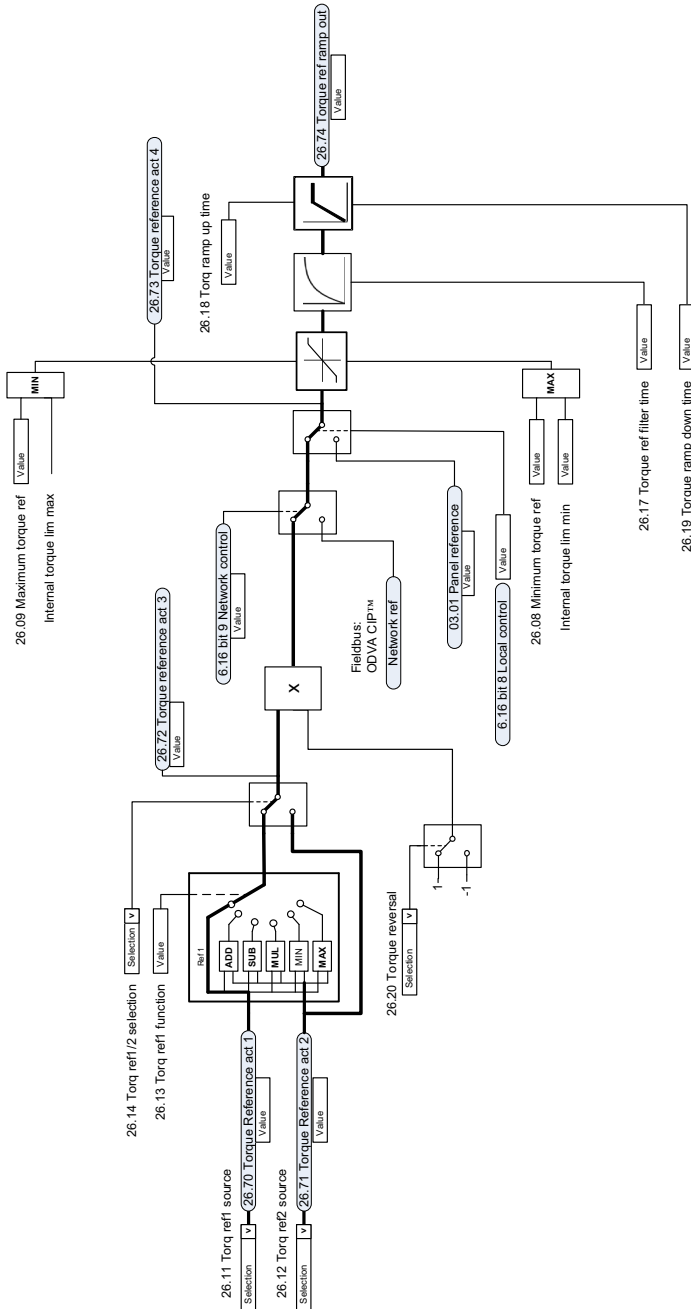 26.11 Torq ref1 source
Selection v
26.70 Torque Reference act 1
Value
26.12 Torq ref2 source
Selection v
26.71 Torque Reference act 2
Value
26.14 Torq ref1/2 selection
Selection v
26.13 Torq ref1 function
Value
Ref1
ADD
SUB
MUL
MIN
MAX
26.20 Torque reversal
Selection v
1
-1
26.72 Torque reference act 3
Value
X
6.16 bit 9 Network control
Value
Fieldbus:
ODVA CIP™
Network ref
03.01 Panel reference
Value
6.16 bit 8 Local control
Value
26.73 Torque reference act 4
Value
26.09 Maximum torque ref
Value
Internal torque lim max
MIN
26.08 Minimum torque ref
Value
Internal torque lim min
Value
MAX
26.18 Torq ramp up time
Value
26.17 Torque ref filter time
Value
26.19 Torque ramp down time
Value
26.74 Torque ref ramp out
Value